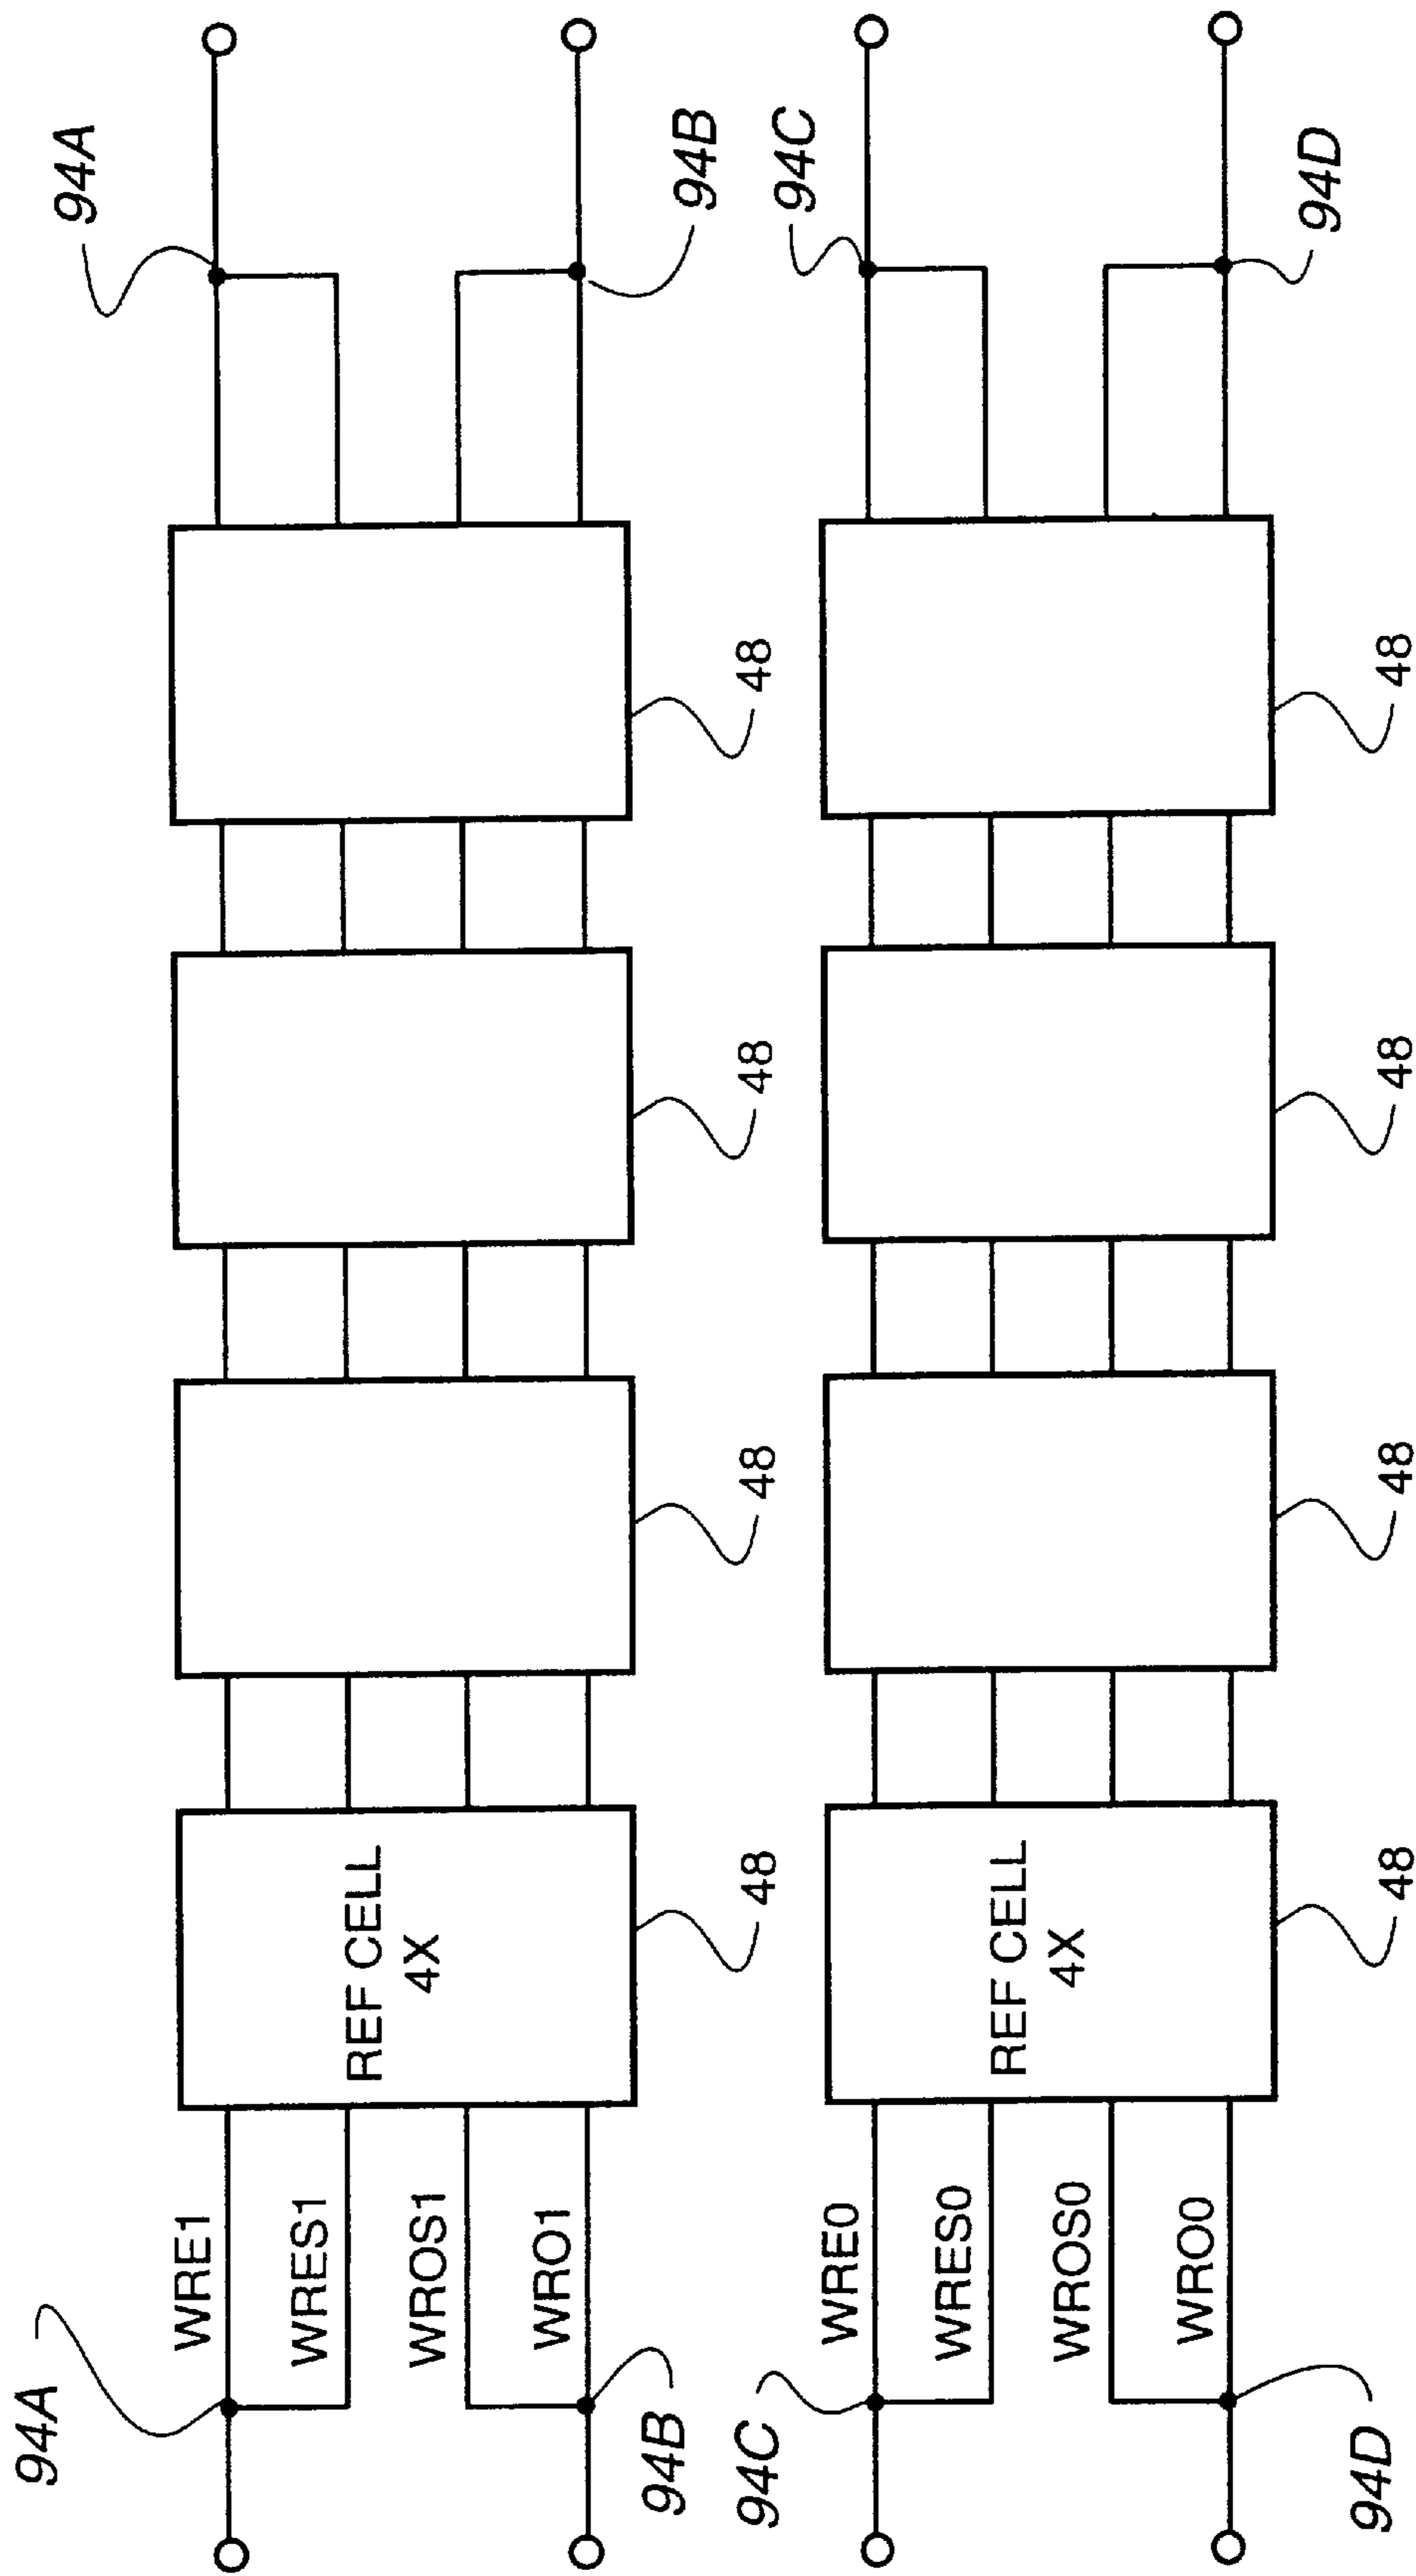 94A
94A
WRE1
WRES1
WROS1
WRO1
REF CELL
4X
48
48
48
48
94B
94B
94C
94C
WRE0
WRES0
WROS0
WRO0
REF CELL
4X
48
48
48
48
94D
94D